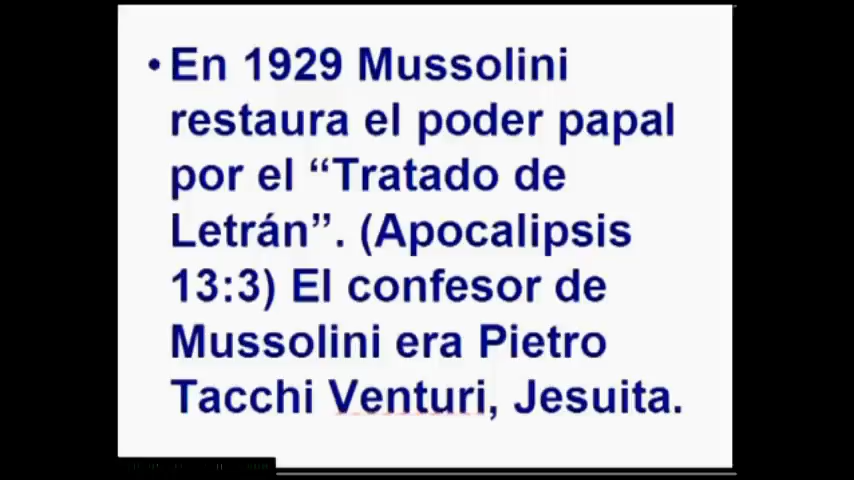 • En 1929 Mussolini
restaura el poder papal
por el “Tratado de
Letrán”. (Apocalipsis
13:3) El confesor de
Mussolini era Pietro
Tacchi Venturi, Jesuita.